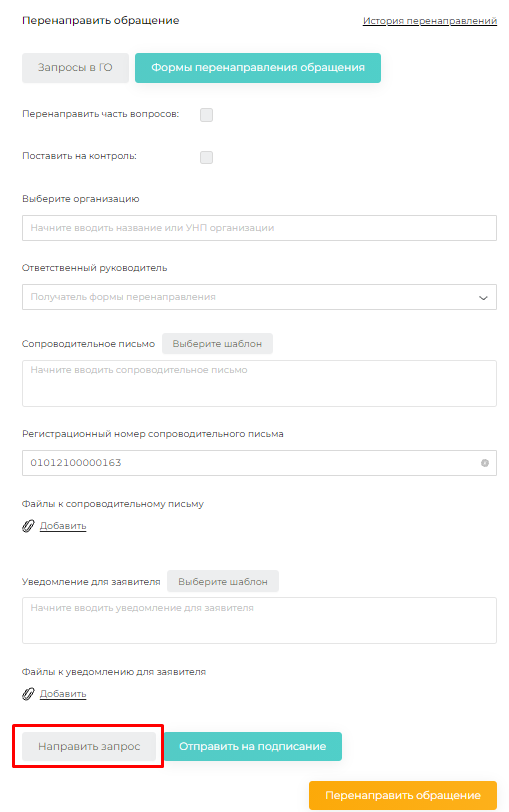 Перенаправить обращение
История перенаправлений
Запросы в ГО
Формы перенаправления обращения
Перенаправить часть вопросов:
Поставить на контроль:
Выберите организацию
Начните вводить название или УНП организации
Ответственный руководитель
Получатель формы перенаправления
Сопроводительное письмо
Выберите шаблон
Начните вводить сопроводительное письмо
Регистрационный номер сопроводительного письма
01012100000163
Файлы к сопроводительному письму
Добавить
Уведомление для заявителя
Выберите шаблон
Начните вводить уведомление для заявителя
Файлы к уведомлению для заявителя
Добавить
Направить запрос
Отправить на подписание
Перенаправить обращение